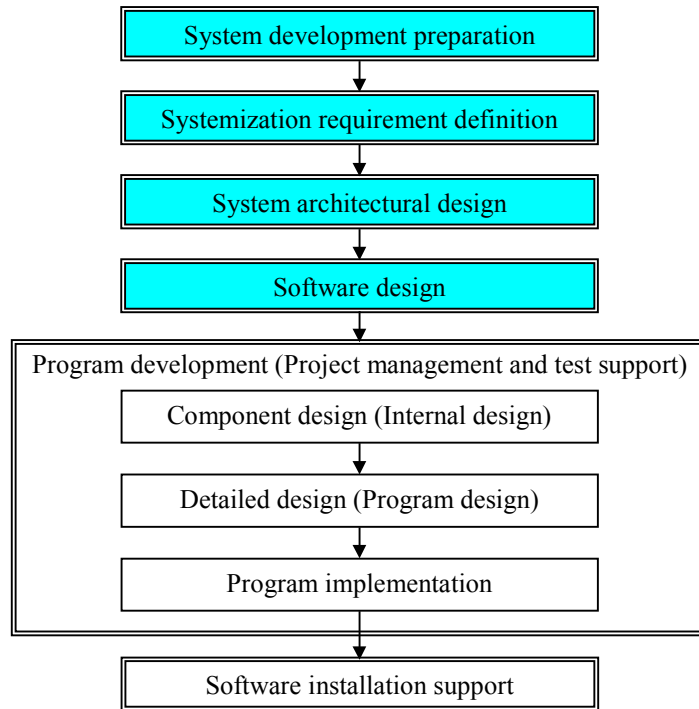 System development preparation
Systemization requirement definition
System architectural design
Software design
Program development (Project management and test support)
Component design (Internal design)
Detailed design (Program design)
Program implementation
Software installation support